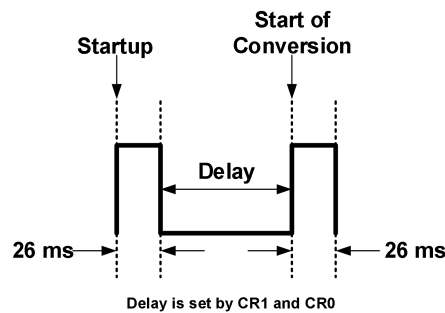 Startup
Start of
Conversion
Delay
26 ms
26 ms
Delay is set by CR1 and CR0